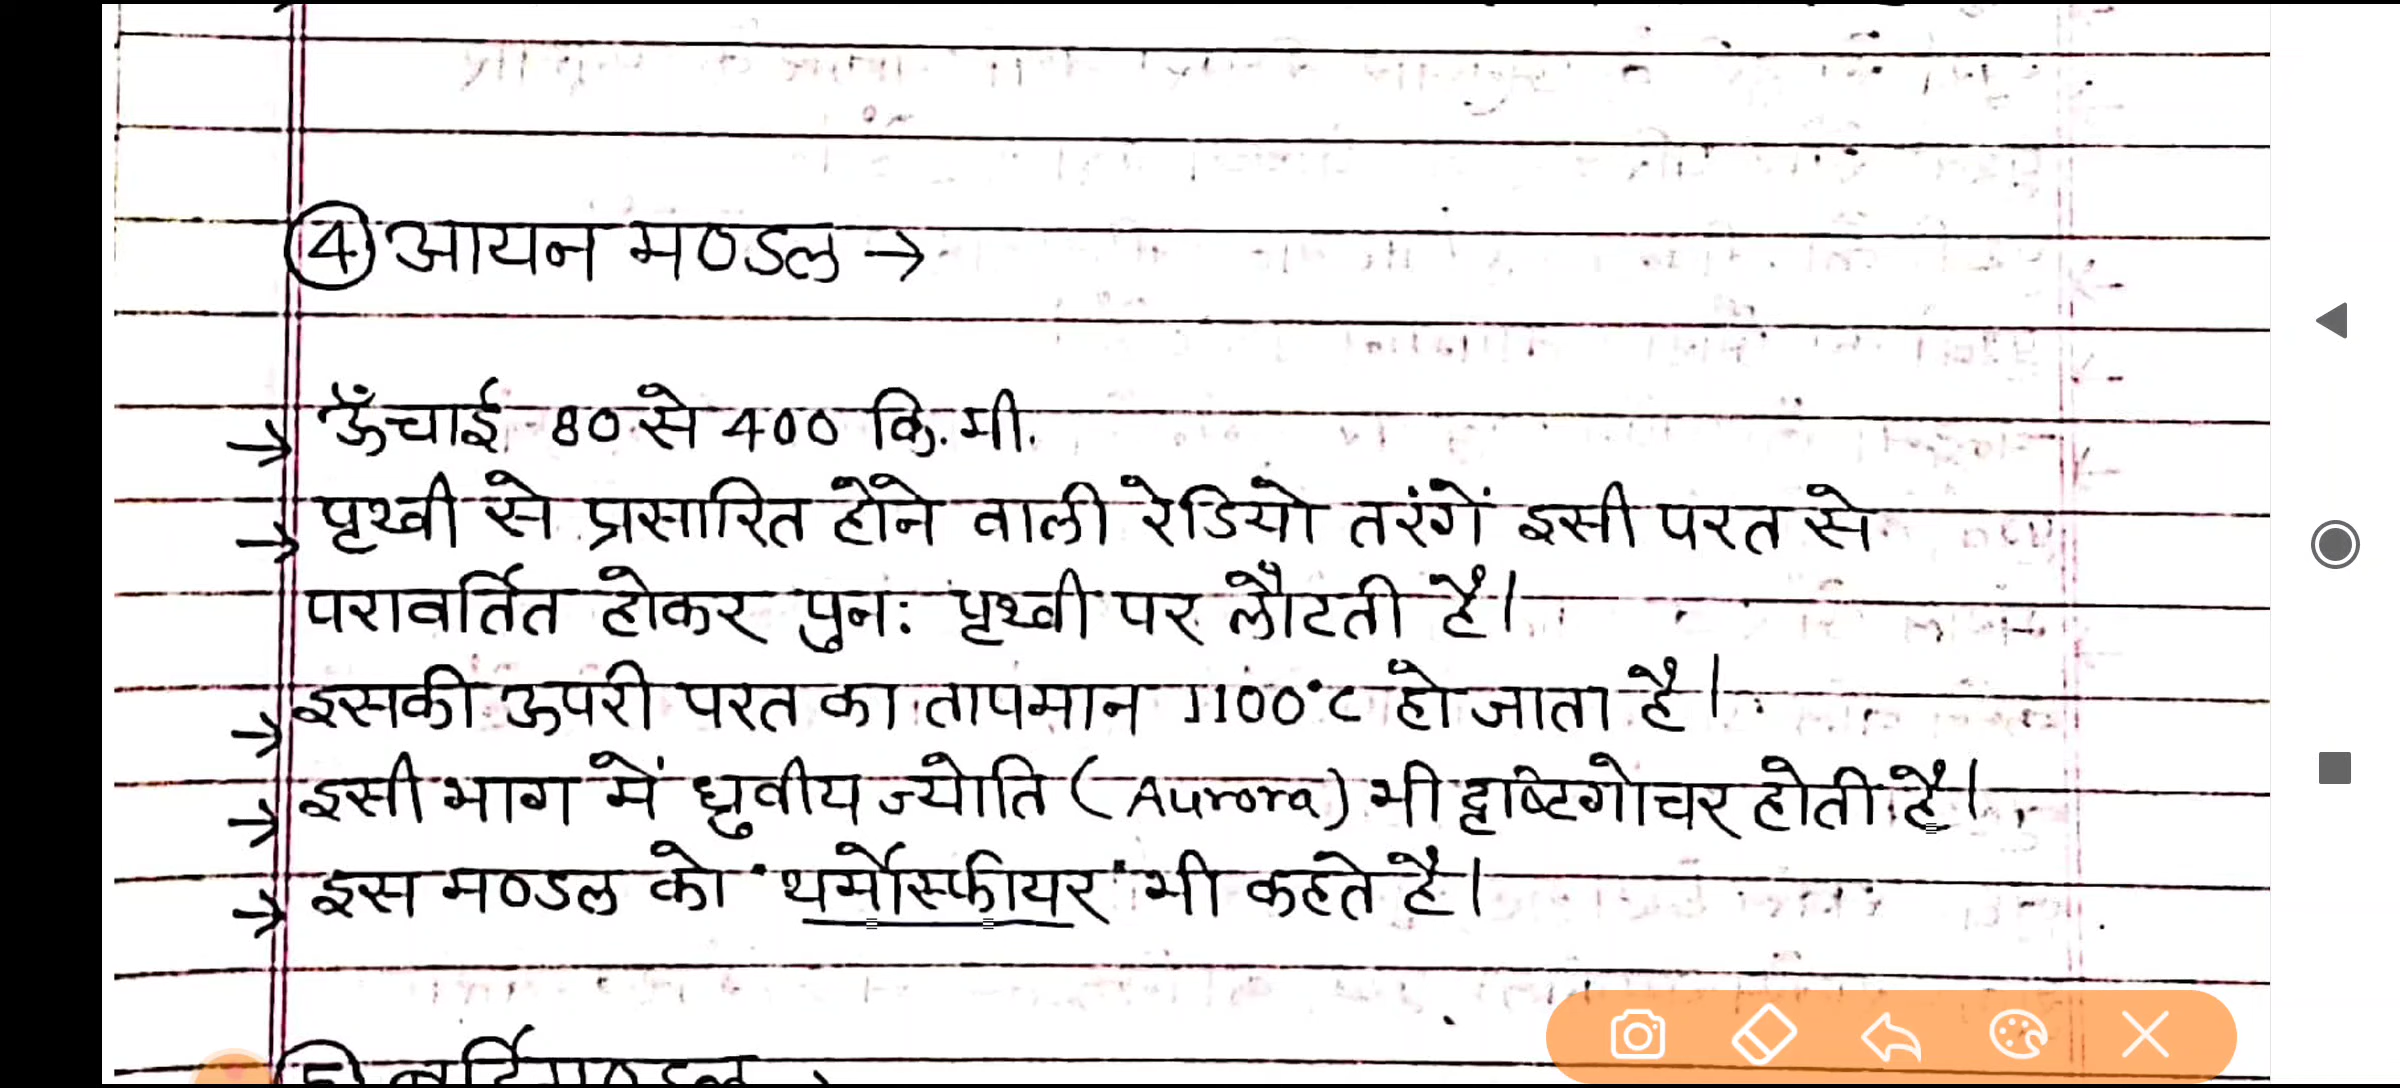 ④ आयन मण्डल →
→ ऊँचाई 80 से 400 कि.मी.
→ पृथ्वी से प्रसारित होने वाली रेडियो तरंगें इसी परत से
परावर्तित होकर पुनः पृथ्वी पर लौटती हैं।
→ इसकी ऊपरी परत का तापमान 1100°C हो जाता है।
→ इसी भाग में ध्रुवीय ज्योति (Aurora) भी दृष्टिगोचर होती है।
→ इस मण्डल को "थर्मोस्फीयर" भी कहते है।